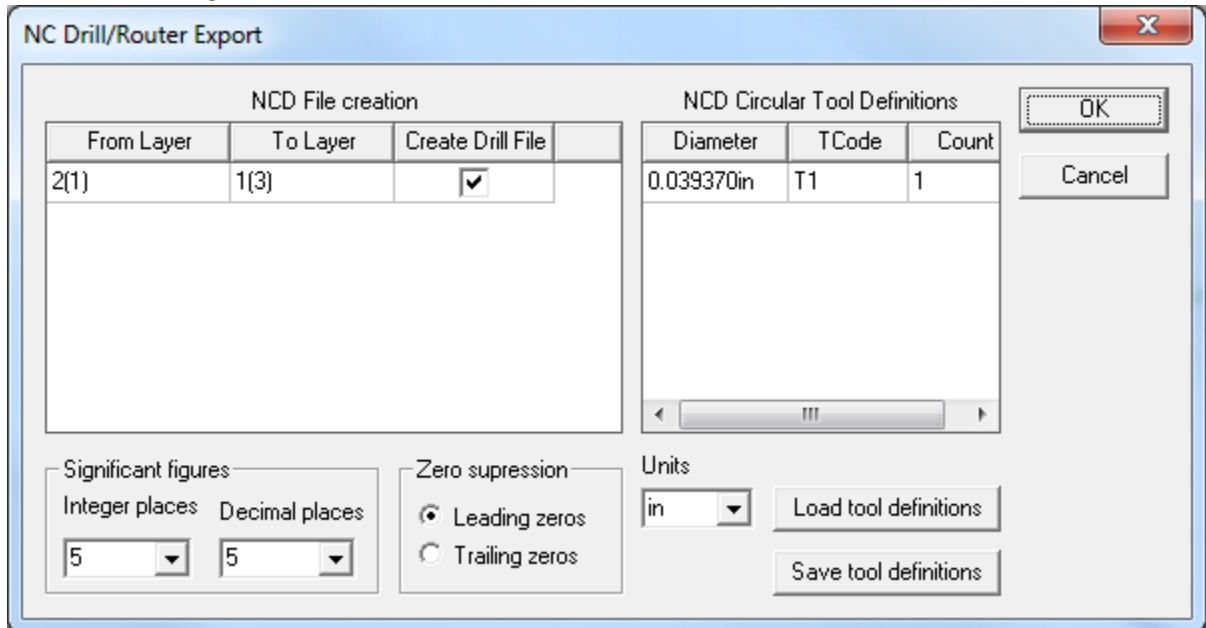 NC Drill/Router Export
NCD File creation
NCD Circular Tool Definitions
From Layer To Layer Create Drill File
Diameter TCode Count
2(1) 1(3)
0.039370in T1 1
OK
Cancel
Significant figures
Integer places Decimal places
5 5
Zero supression
Leading zeros
Trailing zeros
Units
in
Load tool definitions
Save tool definitions